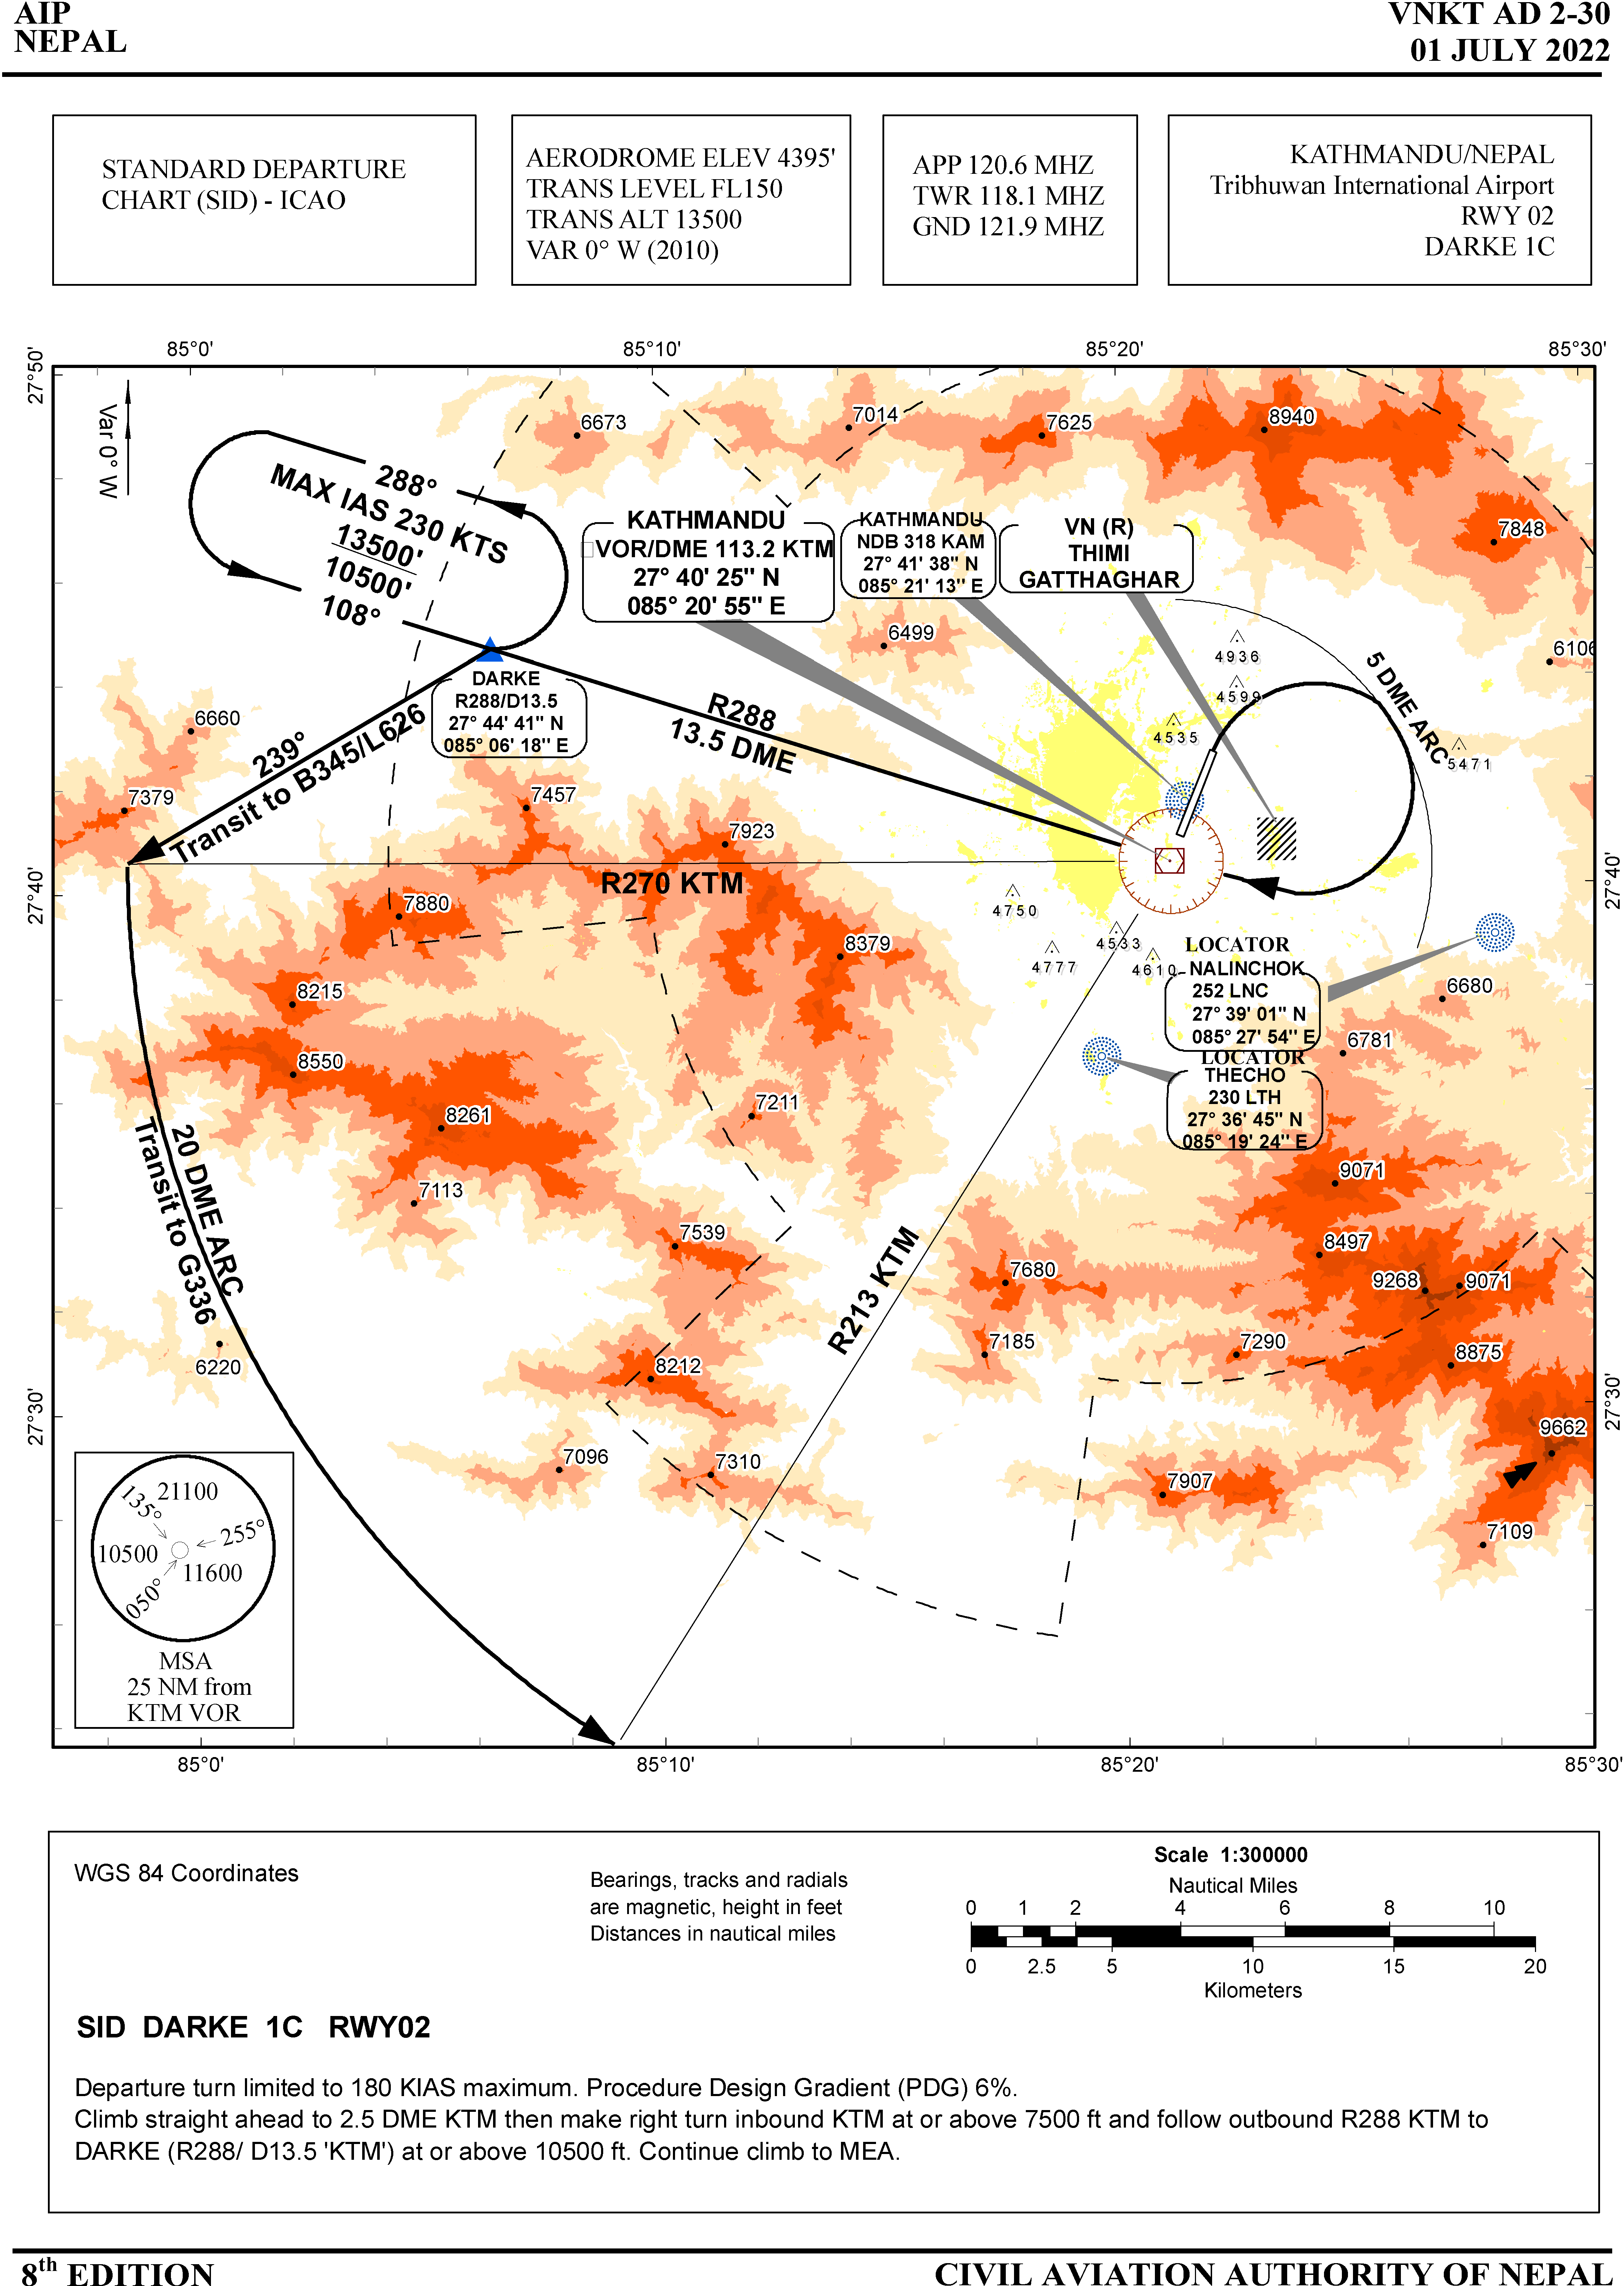 AIP
NEPAL
VNKT AD 2-30
01 JULY 2022
STANDARD DEPARTURE
CHART (SID) - ICAO
AERODROME ELEV 4395'
TRANS LEVEL FL150
TRANS ALT 13500
VAR 0° W (2010)
APP 120.6 MHZ
TWR 118.1 MHZ
GND 121.9 MHZ
KATHMANDU/NEPAL
Tribhuwan International Airport
RWY 02
DARKE 1C
85°0'
85°10'
85°20'
85°30'
27°50'
Var 0° W
6673
7014
7625
8940
7848
288°
MAX IAS 230 KTS
13500'
10500'
108°
KATHMANDU
VOR/DME 113.2 KTM
27° 40' 25" N
085° 20' 55" E
KATHMANDU
NDB 318 KAM
27° 41' 38" N
085° 21' 13" E
VN (R)
THIMI
GATTHAGHAR
6499
4936
4599
4535
5 DME ARC
5471
6106
DARKE
R288/D13.5
27° 44' 41" N
085° 06' 18" E
R288
13.5 DME
6660
239°
Transit to B345/L626
7379
7457
7923
R270 KTM
27°40'
27°40'
7880
8379
4750
4777
4533
4610
LOCATOR
NALINCHOK
252 LNC
27° 39' 01" N
085° 27' 54" E
6680
6781
LOCATOR
THECHO
230 LTH
27° 36' 45" N
085° 19' 24" E
8215
8550
8261
7211
7113
7539
20 DME ARC
Transit to G336
R213 KTM
9071
8497
9268
9071
7680
7185
7290
8875
6220
8212
27°30'
27°30'
7096
7310
7907
9662
7109
135°
21100
255°
10500
11600
050°
MSA
25 NM from
KTM VOR
85°0'
85°10'
85°20'
85°30'
WGS 84 Coordinates
Bearings, tracks and radials
are magnetic, height in feet
Distances in nautical miles
Scale 1:300000
Nautical Miles
0 1 2 4 6 8 10
0 2.5 5 10 15 20
Kilometers
SID DARKE 1C RWY02
Departure turn limited to 180 KIAS maximum. Procedure Design Gradient (PDG) 6%.
Climb straight ahead to 2.5 DME KTM then make right turn inbound KTM at or above 7500 ft and follow outbound R288 KTM to
DARKE (R288/ D13.5 'KTM') at or above 10500 ft. Continue climb to MEA.
8th EDITION
CIVIL AVIATION AUTHORITY OF NEPAL